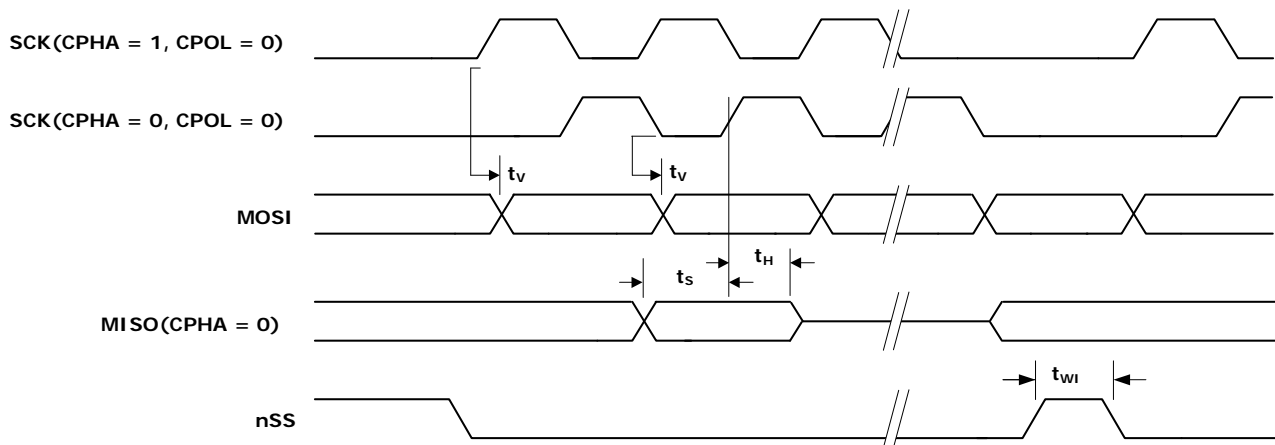 SCK(CPHA = 1, CPOL = 0)
SCK(CPHA = 0, CPOL = 0)
tV
tV
MOSI
tH
tS
MISO(CPHA = 0)
tWI
nSS